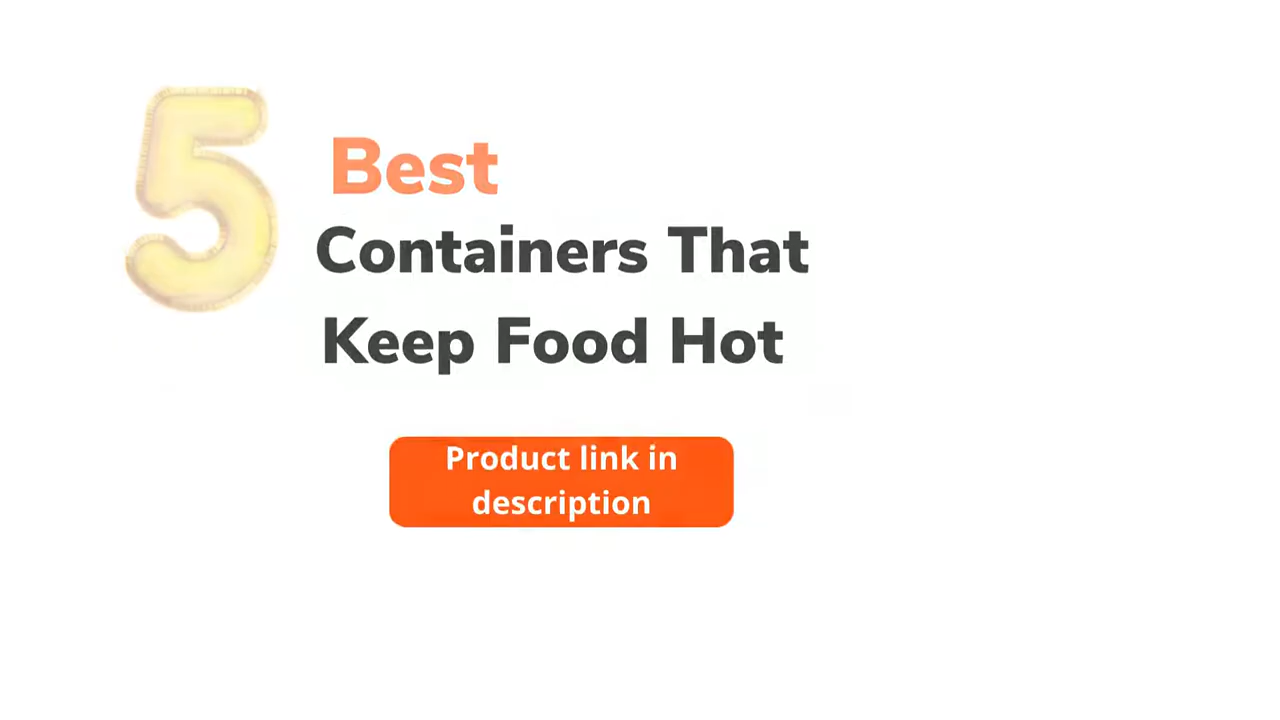 5 Best
Containers That
Keep Food Hot
Product link in
description